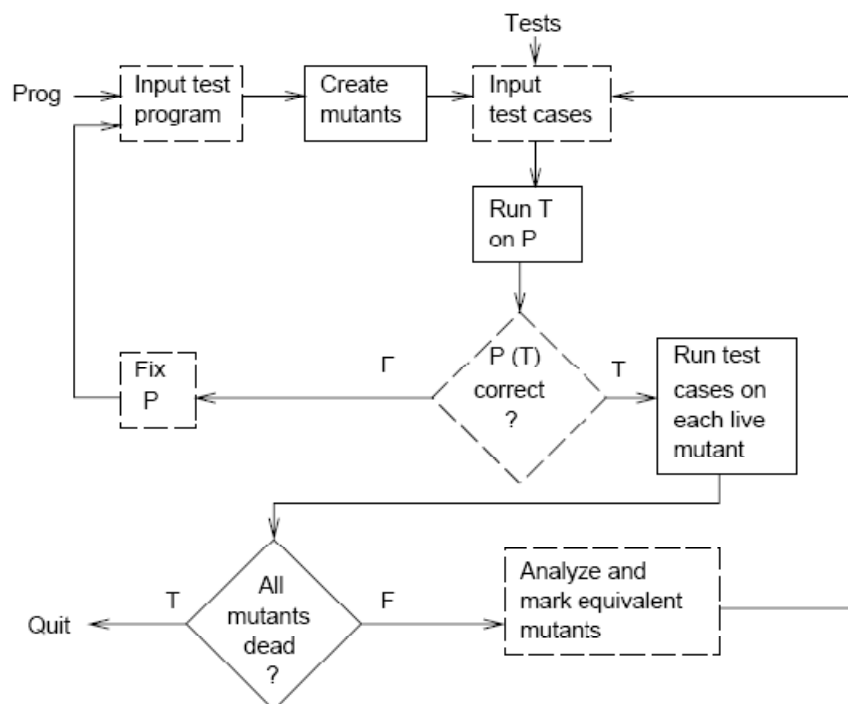 Tests
Prog
Input test
program
Create
mutants
Input
test cases
Run T
on P
P (T)
correct
?
Γ
T
Fix
P
Run test
cases on
each live
mutant
All
mutants
dead
?
T
F
Quit
Analyze and
mark equivalent
mutants